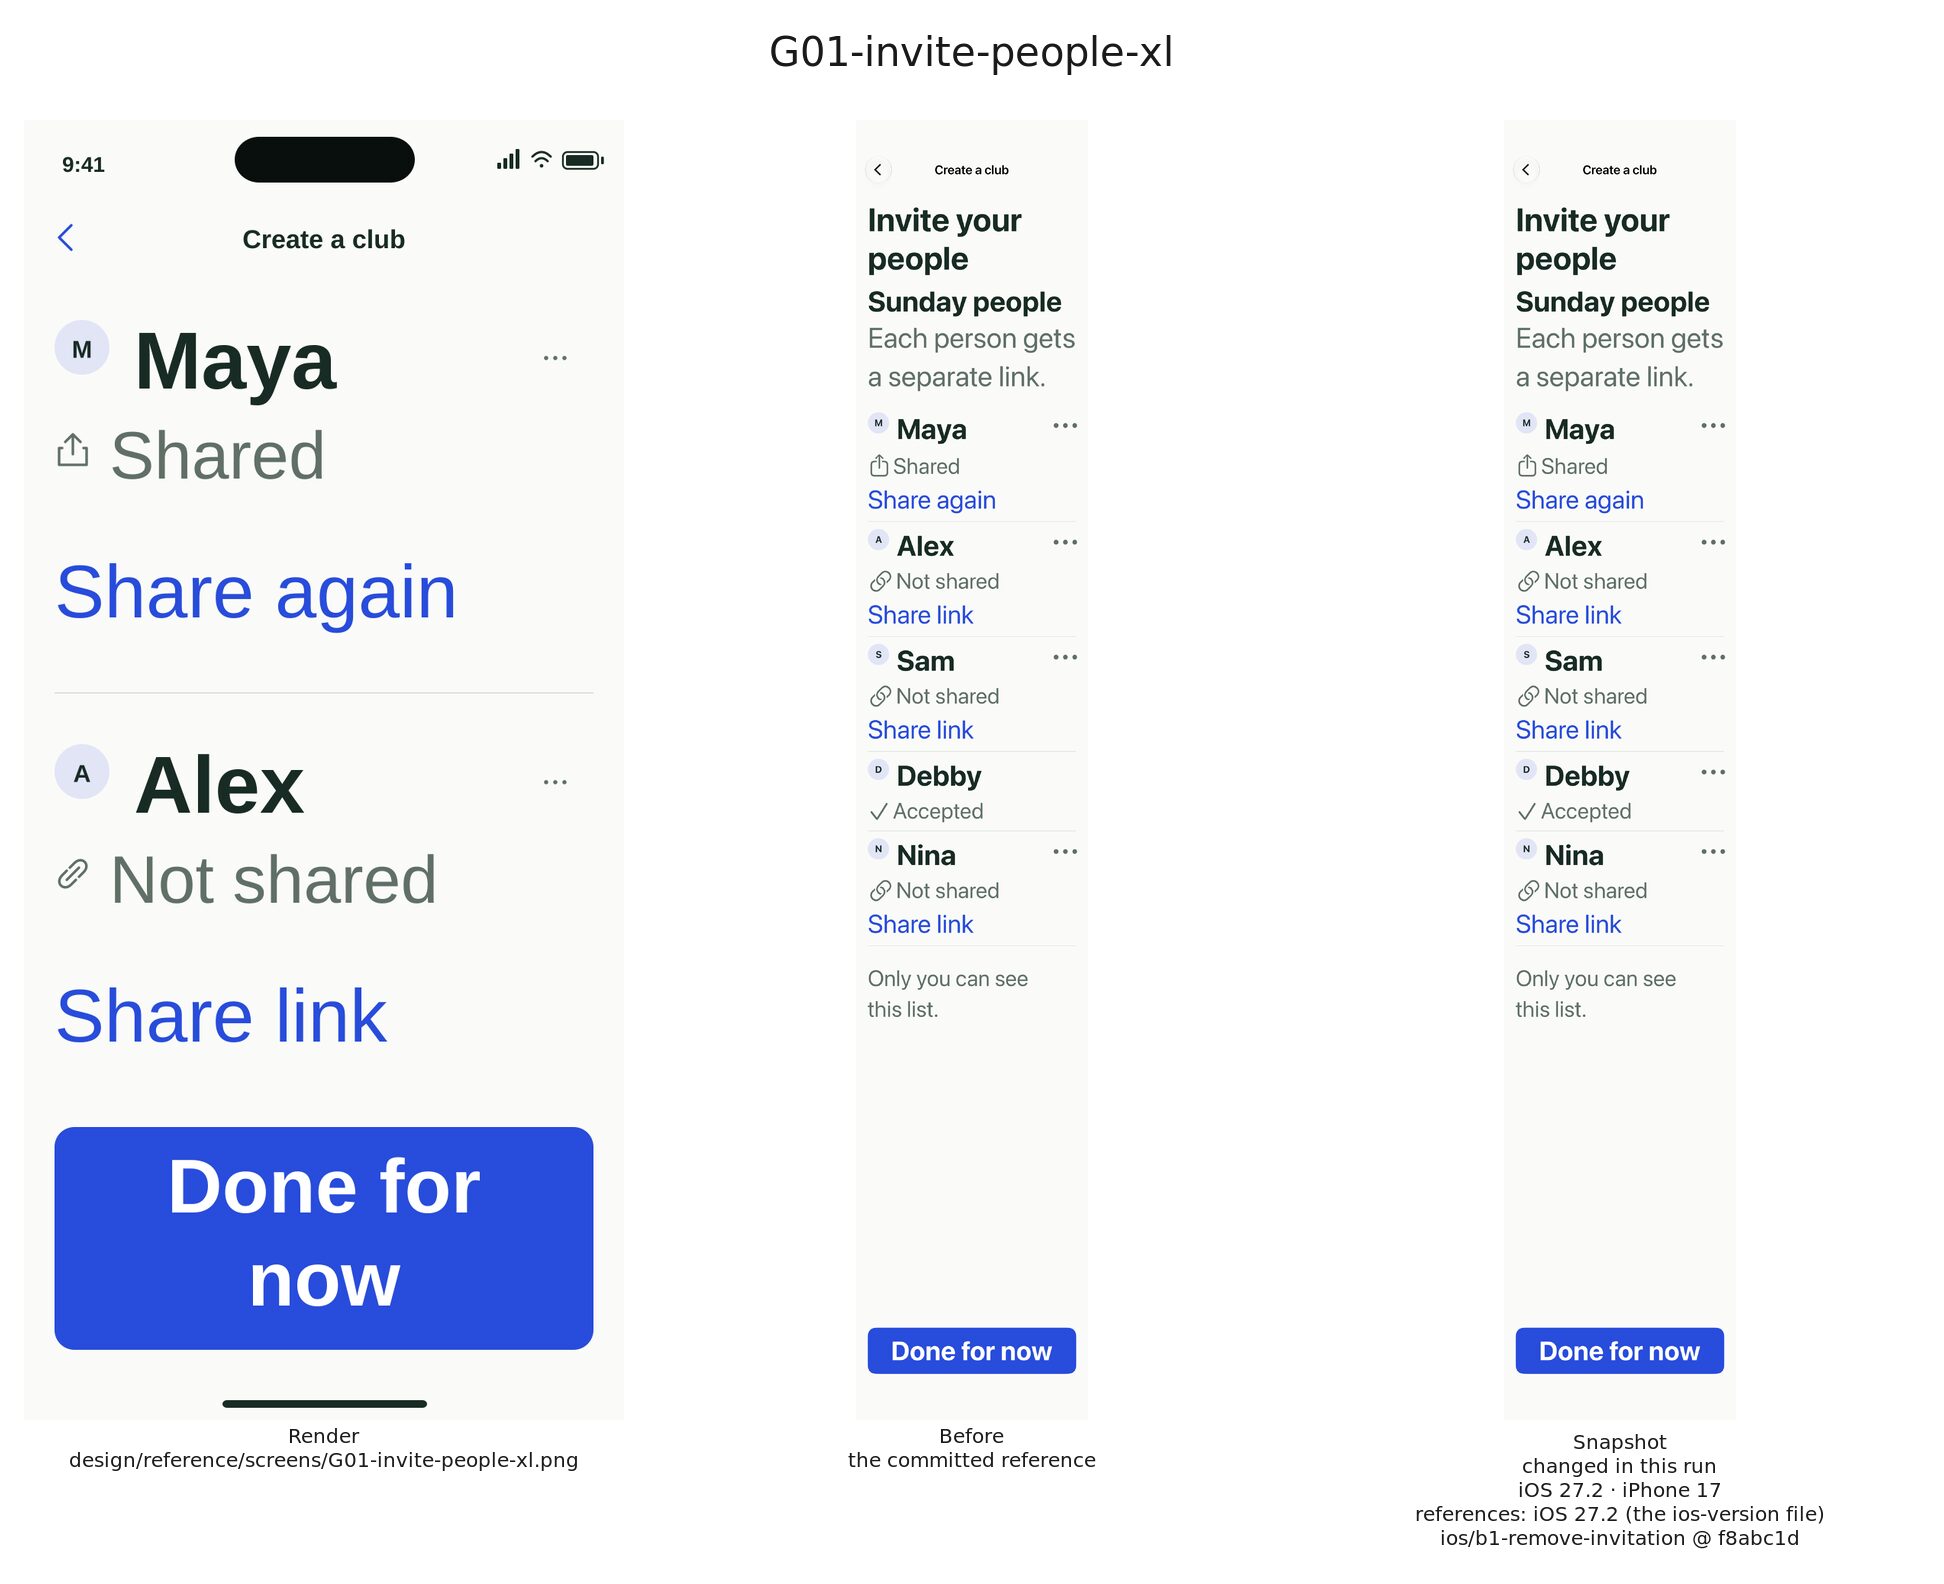 G01-invite-people-xl
9:41
Create a club
M
Maya
Shared
Share again
A
Alex
Not shared
Share link
Done for
now
Render
design/reference/screens/G01-invite-people-xl.png
Create a club
Invite your
people
Sunday people
Each person gets
a separate link.
M
Maya
Shared
Share again
A
Alex
Not shared
Share link
S
Sam
Not shared
Share link
D
Debby
Accepted
N
Nina
Not shared
Share link
Only you can see
this list.
Done for now
Before
the committed reference
Create a club
Invite your
people
Sunday people
Each person gets
a separate link.
M
Maya
Shared
Share again
A
Alex
Not shared
Share link
S
Sam
Not shared
Share link
D
Debby
Accepted
N
Nina
Not shared
Share link
Only you can see
this list.
Done for now
Snapshot
changed in this run
iOS 27.2 · iPhone 17
references: iOS 27.2 (the ios-version file)
ios/b1-remove-invitation @ f8abc1d